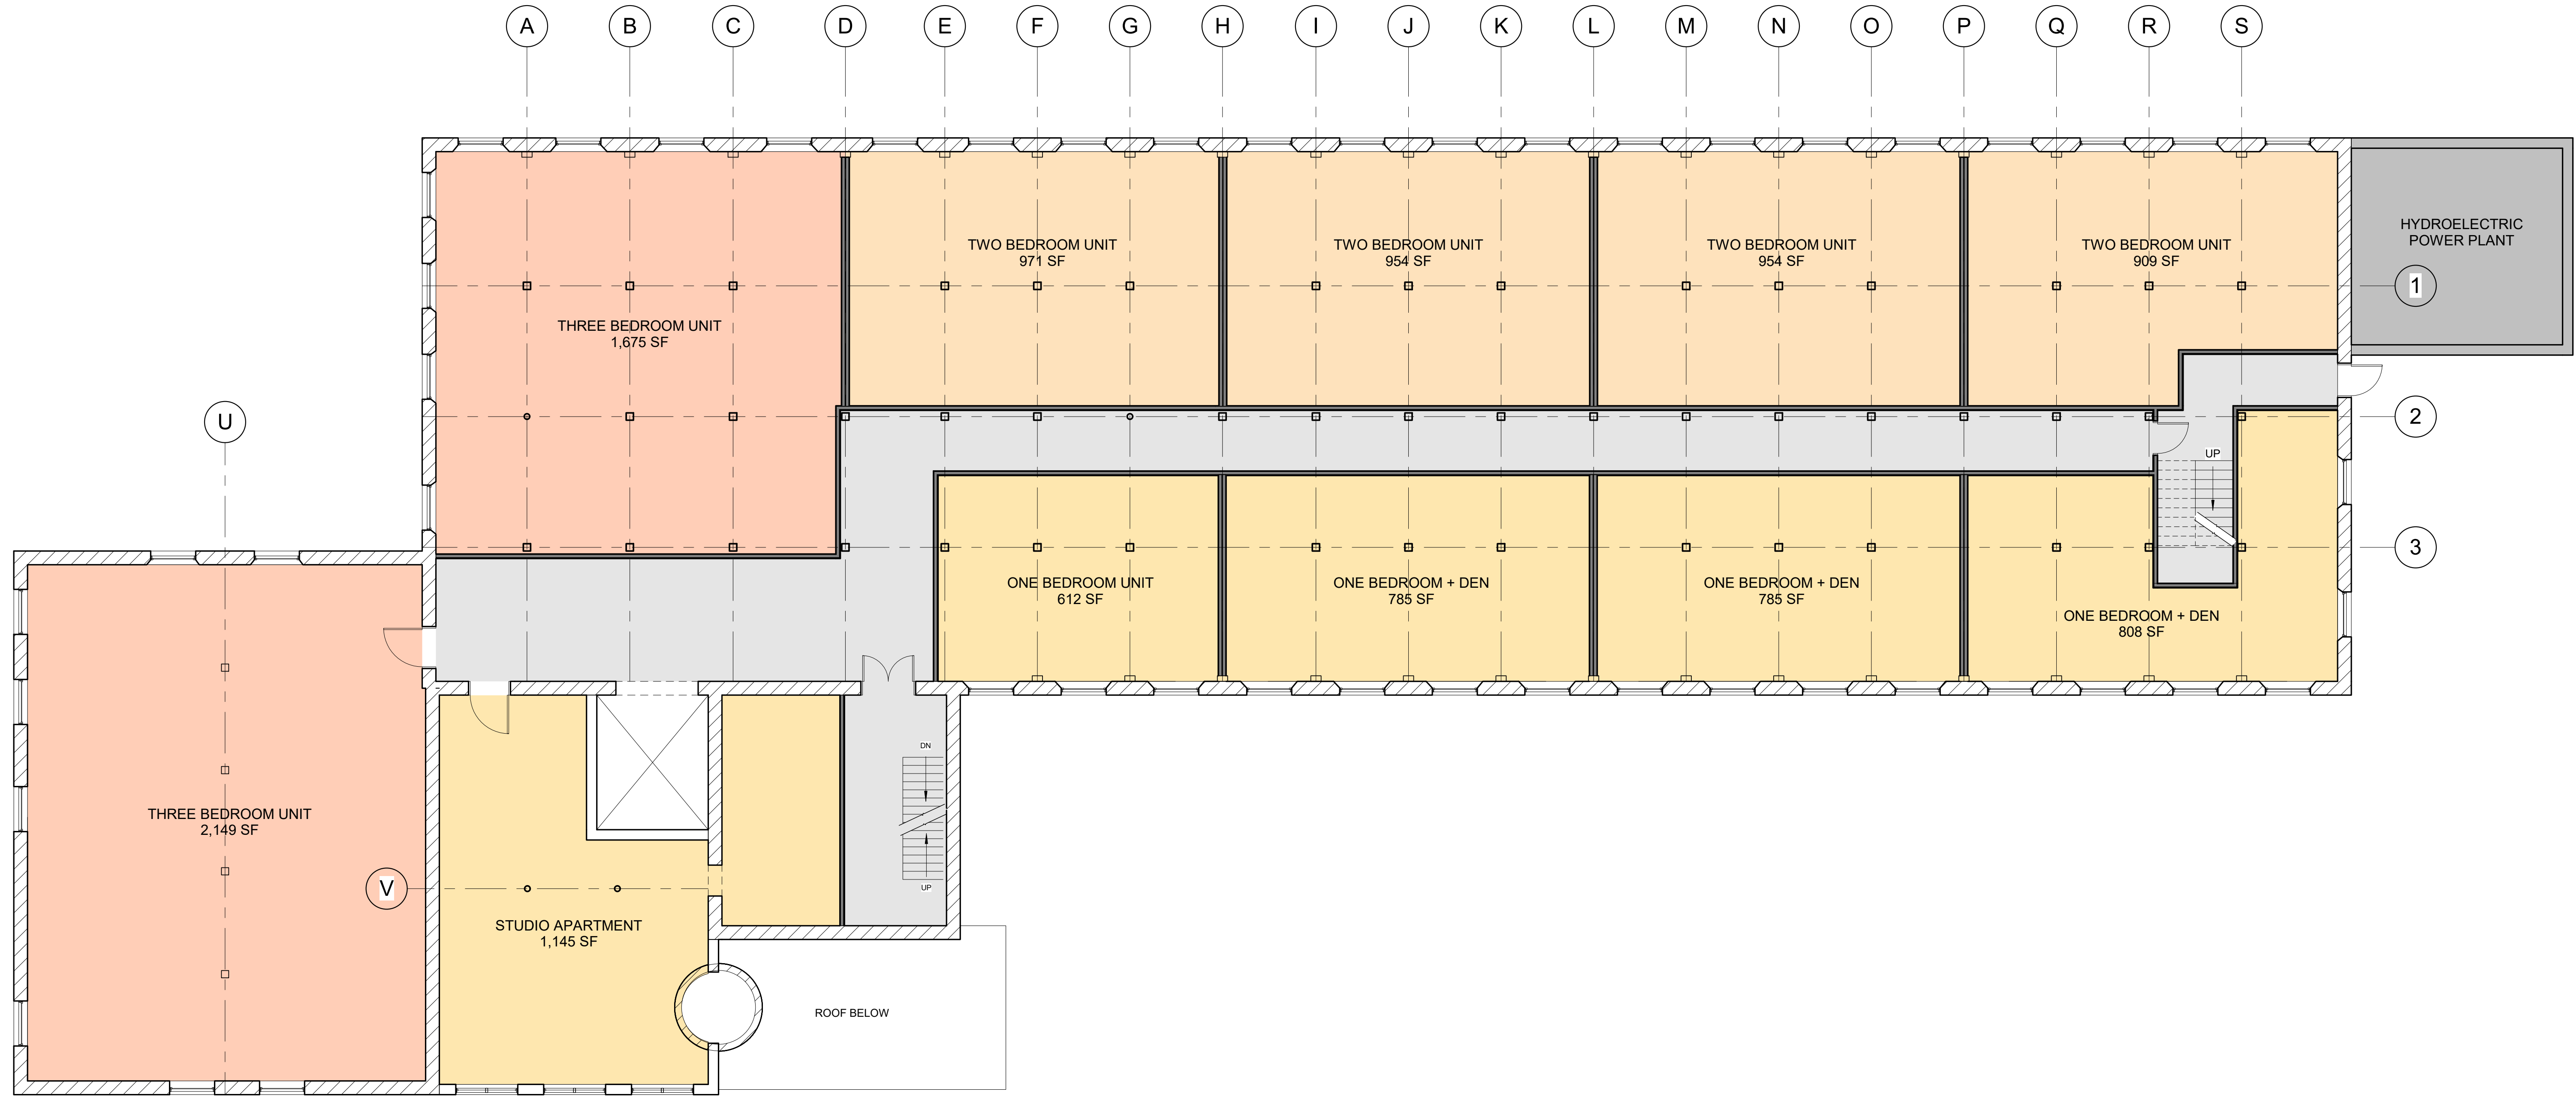 A B C D E F G H I J K L M N O P Q R S
HYDROELECTRIC
POWER PLANT
TWO BEDROOM UNIT
971 SF
TWO BEDROOM UNIT
954 SF
TWO BEDROOM UNIT
954 SF
TWO BEDROOM UNIT
909 SF
1
THREE BEDROOM UNIT
1,675 SF
2
U
UP
3
ONE BEDROOM UNIT
612 SF
ONE BEDROOM + DEN
785 SF
ONE BEDROOM + DEN
785 SF
ONE BEDROOM + DEN
808 SF
DN
THREE BEDROOM UNIT
2,149 SF
V
UP
STUDIO APARTMENT
1,145 SF
ROOF BELOW